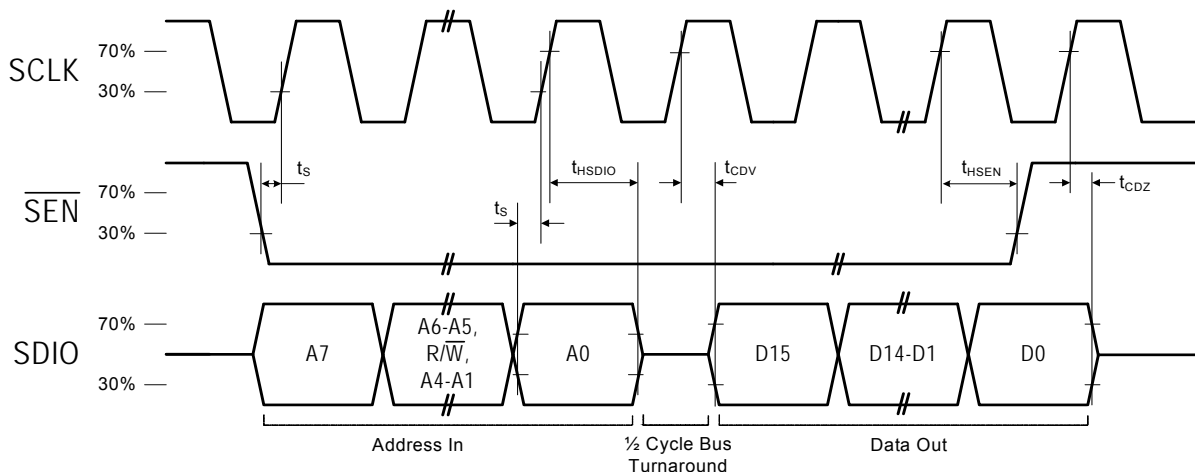 SCLK
70%
30%
tS
tHSDIO
tCDV
tHSEN
tCDZ
SEN
70%
30%
tS
SDIO
70%
30%
A7
A6-A5,
R/W,
A4-A1
A0
D15
D14-D1
D0
Address In
½ Cycle Bus
Turnaround
Data Out